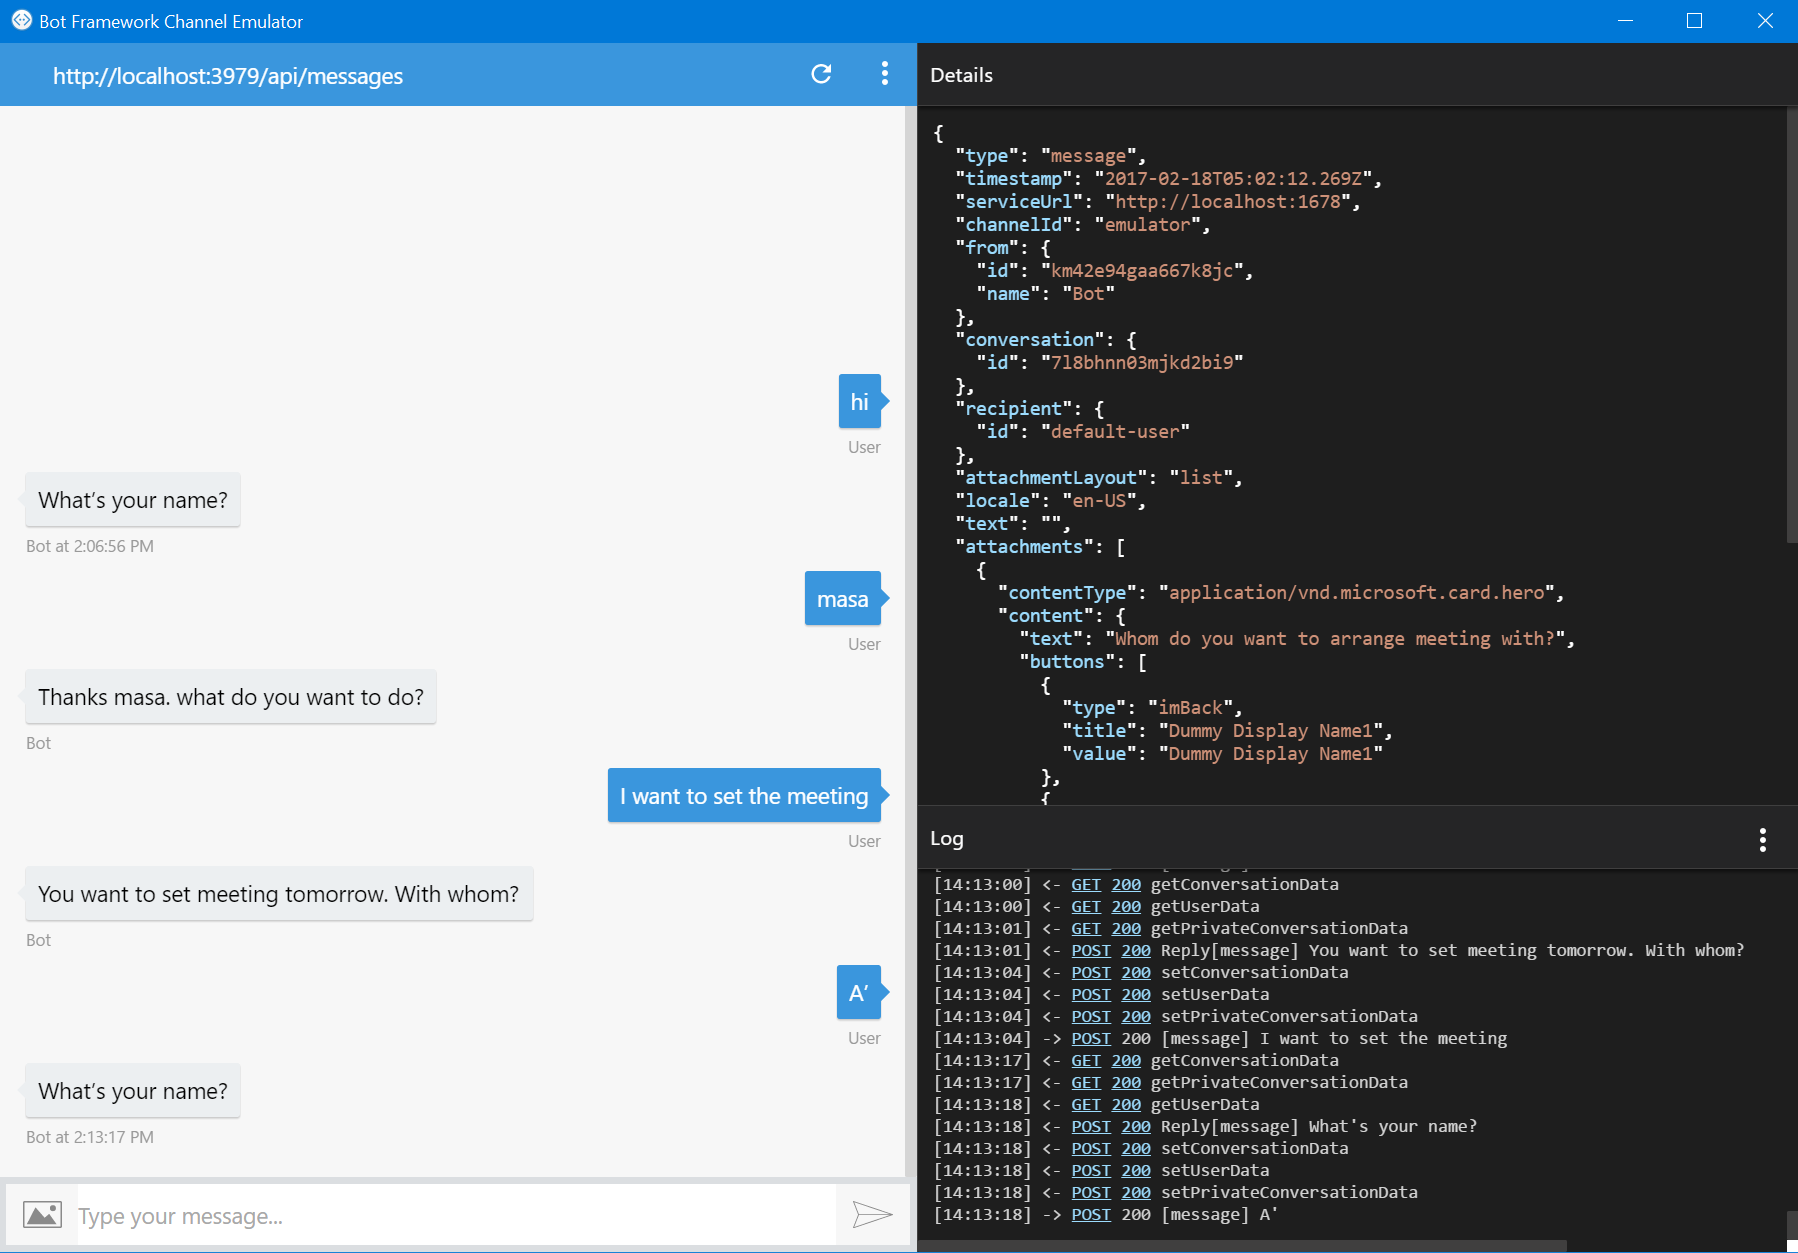 Bot Framework Channel Emulator
http://localhost:3979/api/messages
hi
User
What's your name?
Bot at 2:06:56 PM
masa
User
Thanks masa. what do you want to do?
Bot
I want to set the meeting
User
You want to set meeting tomorrow. With whom?
Bot
A'
User
What's your name?
Bot at 2:13:17 PM
Type your message...
Details
{
"type": "message",
"timestamp": "2017-02-18T05:02:12.269Z",
"serviceUrl": "http://localhost:1678",
"channelId": "emulator",
"from": {
"id": "km42e94gaa667k8jc",
"name": "Bot"
},
"conversation": {
"id": "7l8bhnn03mjkd2bi9"
},
"recipient": {
"id": "default-user"
},
"attachmentLayout": "list",
"locale": "en-US",
"text": "",
"attachments": [
{
"contentType": "application/vnd.microsoft.card.hero",
"content": {
"text": "Whom do you want to arrange meeting with?",
"buttons": [
{
"type": "imBack",
"title": "Dummy Display Name1",
"value": "Dummy Display Name1"
},
{
Log
[14:13:00] <- GET 200 getConversationData
[14:13:00] <- GET 200 getUserData
[14:13:01] <- GET 200 getPrivateConversationData
[14:13:01] <- POST 200 Reply[message] You want to set meeting tomorrow. With whom?
[14:13:04] <- POST 200 setConversationData
[14:13:04] <- POST 200 setUserData
[14:13:04] <- POST 200 setPrivateConversationData
[14:13:04] -> POST 200 [message] I want to set the meeting
[14:13:17] <- GET 200 getConversationData
[14:13:17] <- GET 200 getPrivateConversationData
[14:13:18] <- GET 200 getUserData
[14:13:18] <- POST 200 Reply[message] What's your name?
[14:13:18] <- POST 200 setConversationData
[14:13:18] <- POST 200 setUserData
[14:13:18] <- POST 200 setPrivateConversationData
[14:13:18] -> POST 200 [message] A'